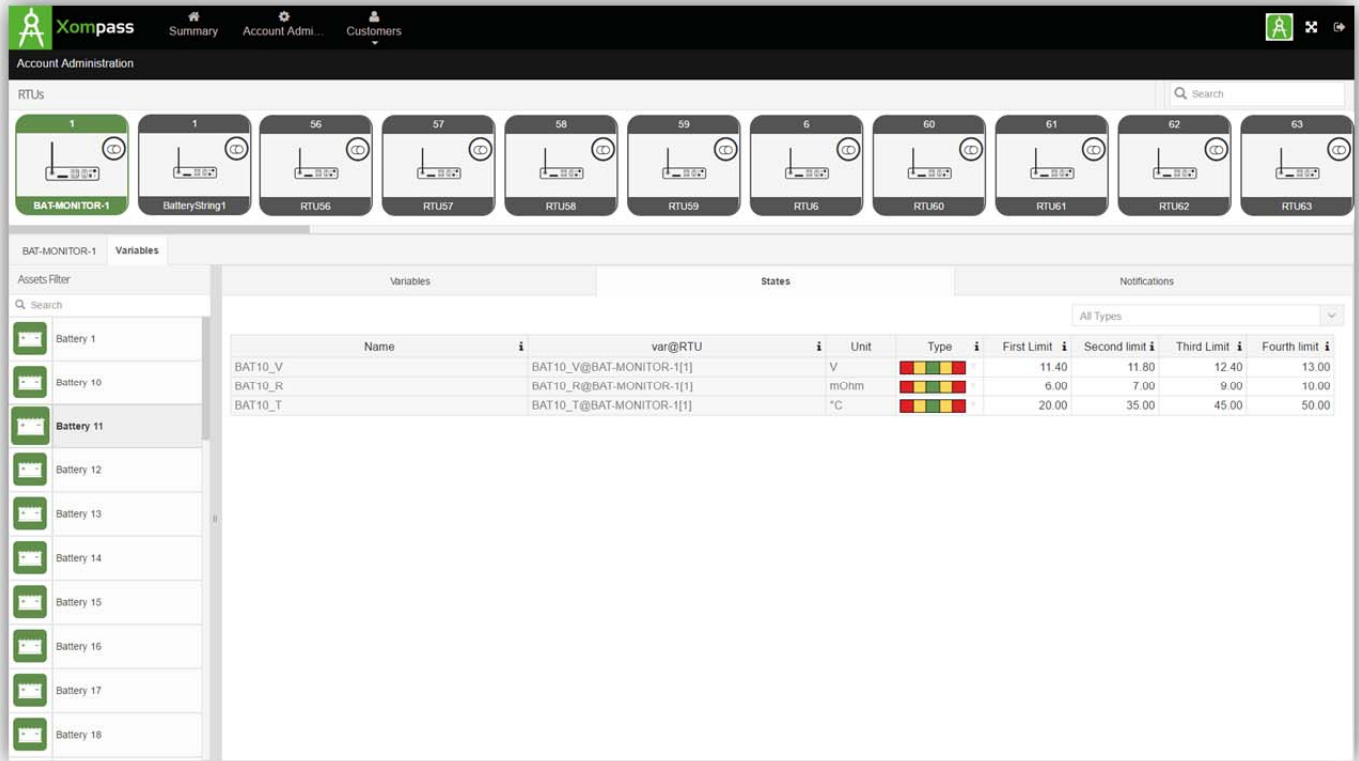 Xompass
Summary
Account Admi...
Customers
Account Administration
RTUs
Search
1
1
56
57
58
59
6
60
61
62
63
BAT-MONITOR-1
BatteryString1
RTU56
RTU57
RTU58
RTU59
RTU6
RTU60
RTU61
RTU62
RTU63
BAT-MONITOR-1 Variables
Assets Filter
Search
Battery 1
Battery 10
Battery 11
Battery 12
Battery 13
Battery 14
Battery 15
Battery 16
Battery 17
Battery 18
Variables States Notifications
All Types
Name i var@RTU i Unit Type i First Limit i Second limit i Third Limit i Fourth limit i
BAT10_V BAT10_V@BAT-MONITOR-1[1] V 11.40 11.80 12.40 13.00
BAT10_R BAT10_R@BAT-MONITOR-1[1] mOhm 6.00 7.00 9.00 10.00
BAT10_T BAT10_T@BAT-MONITOR-1[1] °C 20.00 35.00 45.00 50.00